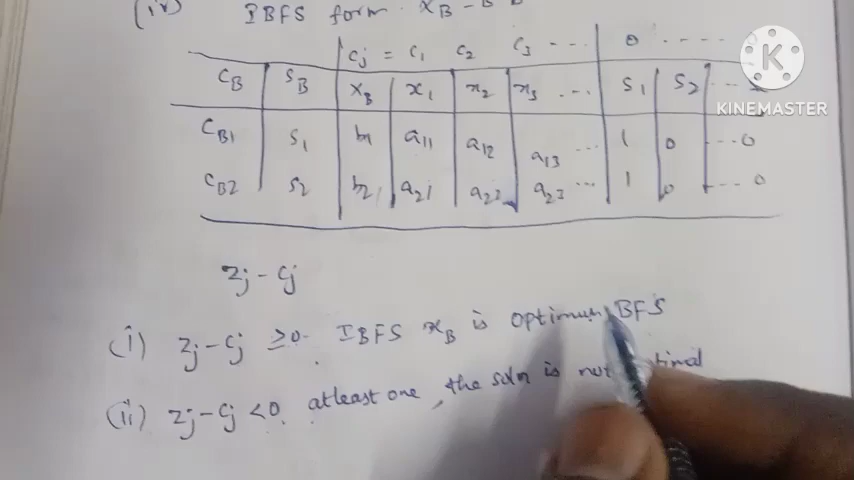 (iv) IBFS form. XB - B b
Cj = C1 C2 C3 --- 0 ----- 0
CB SB XB x1 x2 x3 ... S1 S2 ---
K
KINEMASTER
CB1 S1 b1 a11 a12 a13 ... 1 0 ---0
CB2 S2 b2 a21 a22 a23 ... 1 0 ---0
Zj - Cj
(i) Zj - Cj ≥0. IBFS xB is optimum BFS
(ii) Zj - Cj <0. atleast one, the soln is not